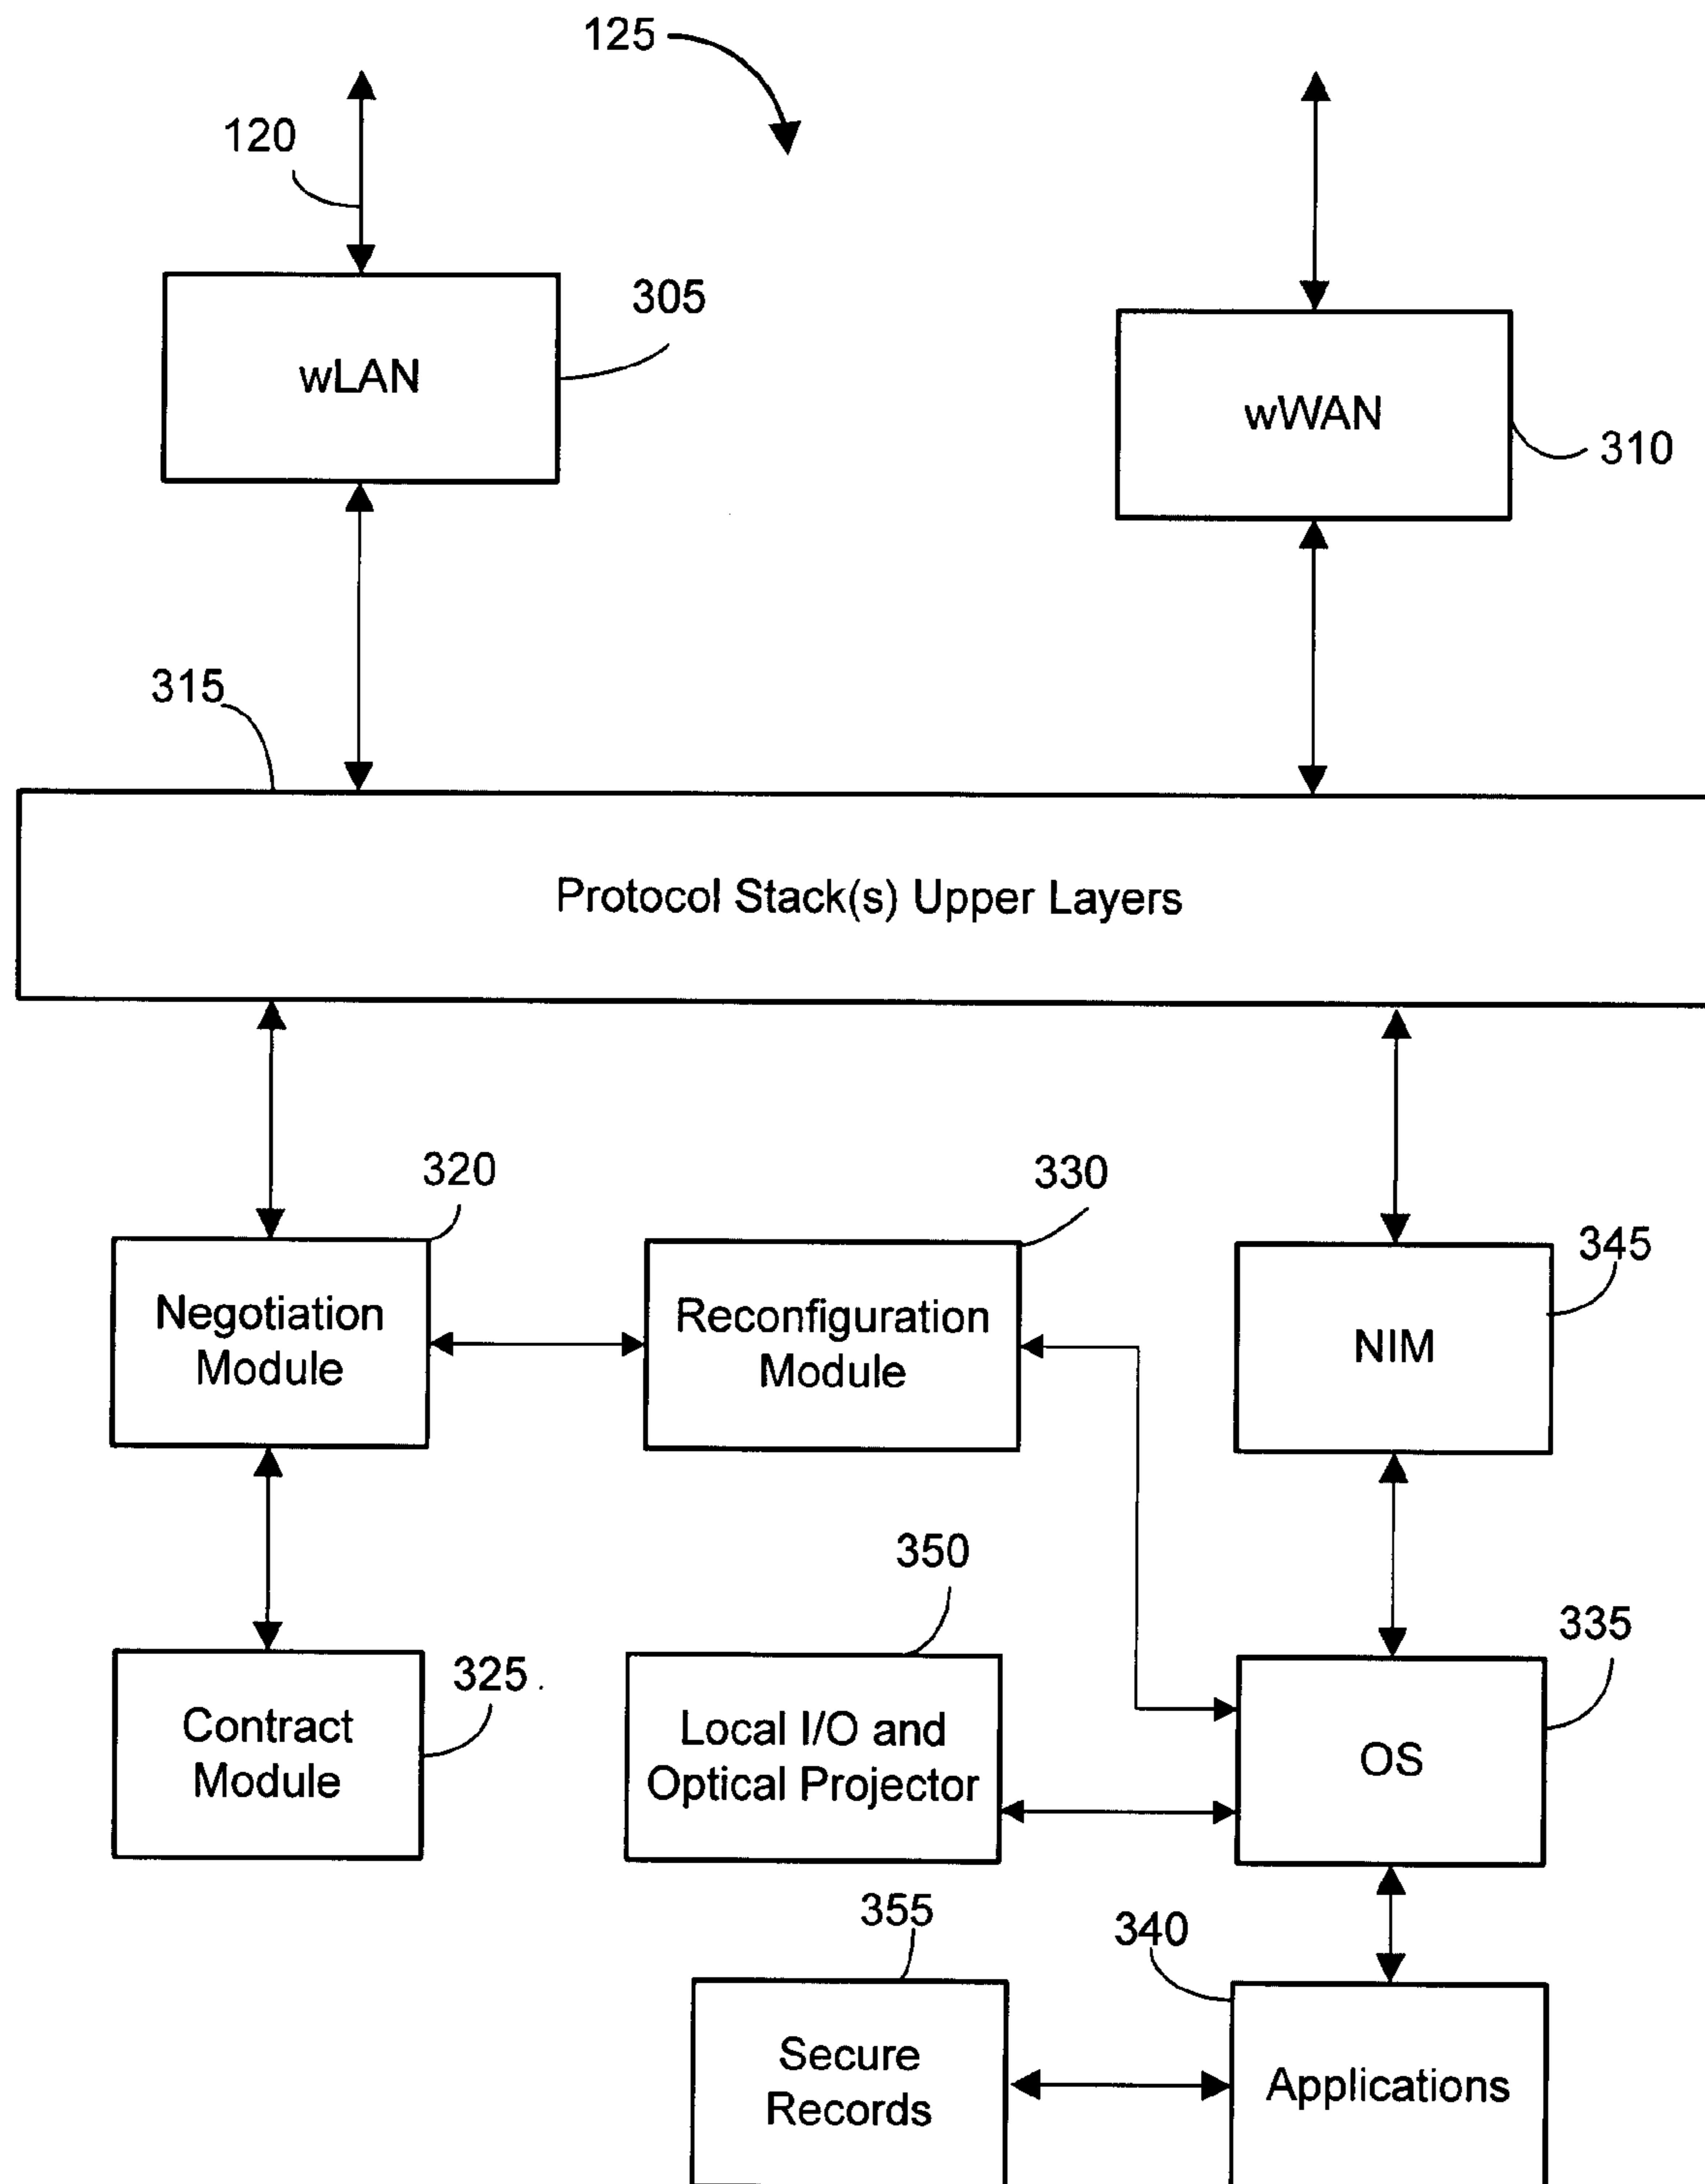 125
120
305
wLAN
wWAN
310
315
Protocol Stack(s) Upper Layers
320
330
345
Negotiation
Module
Reconfiguration
Module
NIM
350
335
325
Contract
Module
Local I/O and
Optical Projector
OS
355
340
Secure
Records
Applications